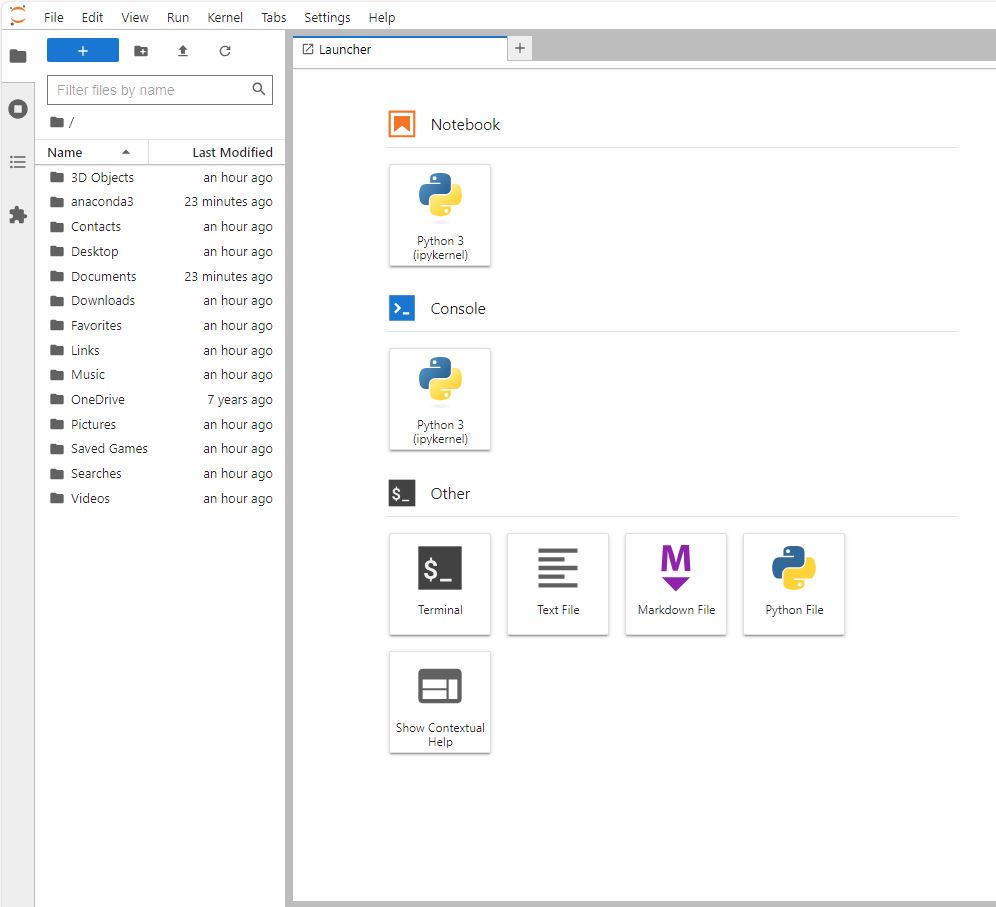 File Edit View Run Kernel Tabs Settings Help
+
Launcher
+
Filter files by name
/
Name Last Modified
3D Objects an hour ago
anaconda3 23 minutes ago
Contacts an hour ago
Desktop an hour ago
Documents 23 minutes ago
Downloads an hour ago
Favorites an hour ago
Links an hour ago
Music an hour ago
OneDrive 7 years ago
Pictures an hour ago
Saved Games an hour ago
Searches an hour ago
Videos an hour ago
Notebook
Python 3
(ipykernel)
>_ Console
Python 3
(ipykernel)
$_ Other
$_
Terminal
Text File
M
Markdown File
Python File
Show Contextual
Help